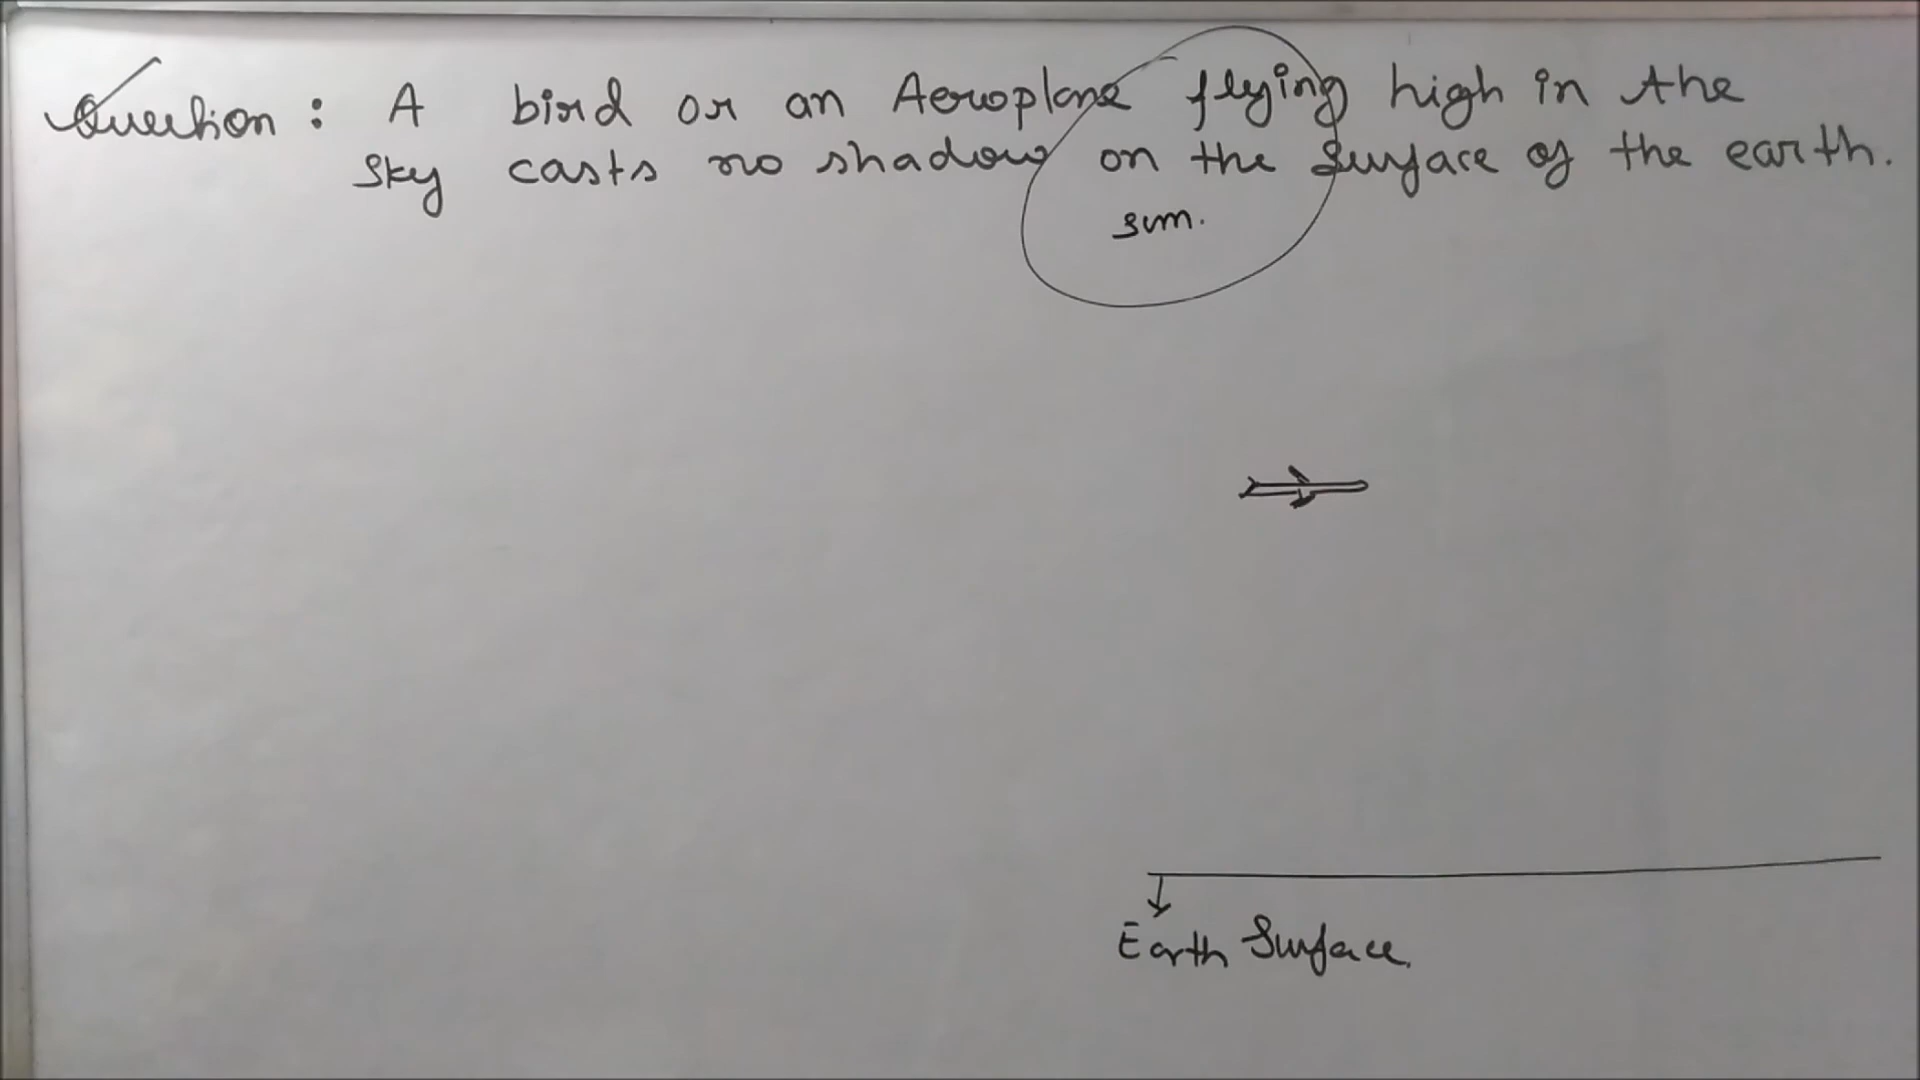 Question : A bird or an Aeroplane flying high in the
sky casts no shadow on the surface of the earth.
sun.
Earth Surface.